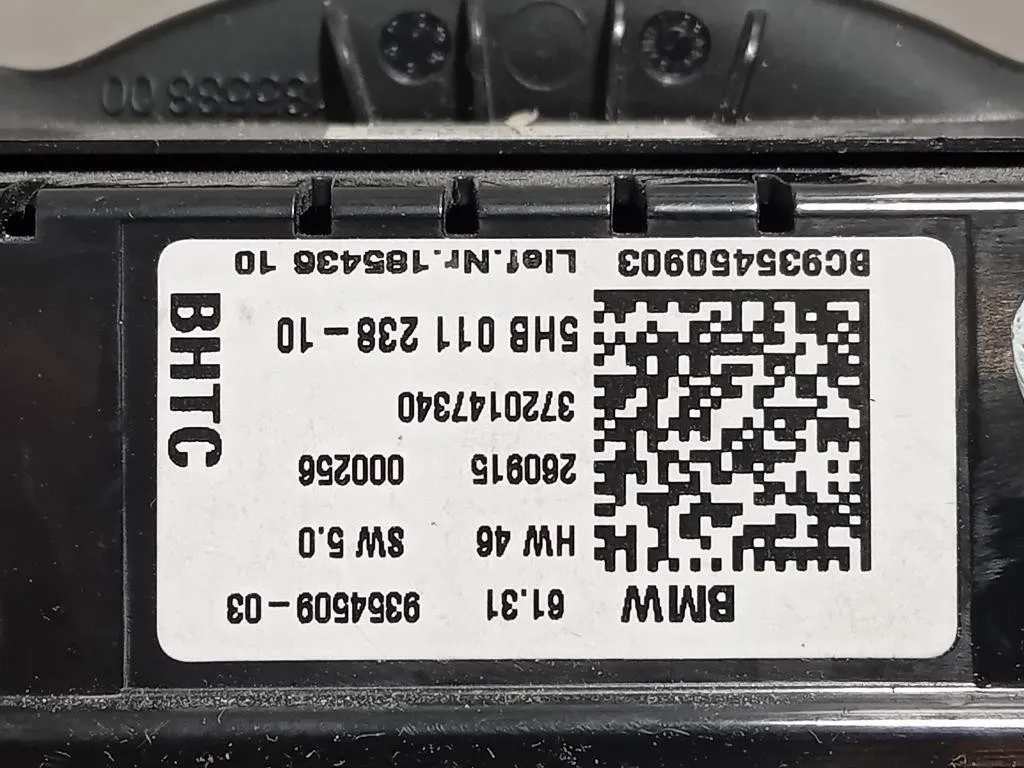 BMW 61.31 9354509-03
HW 46 SW 5.0
260915 000256
3720147340
5HB 011 238-10
BC935450903 Lief.Nr.185436 10
BHTC